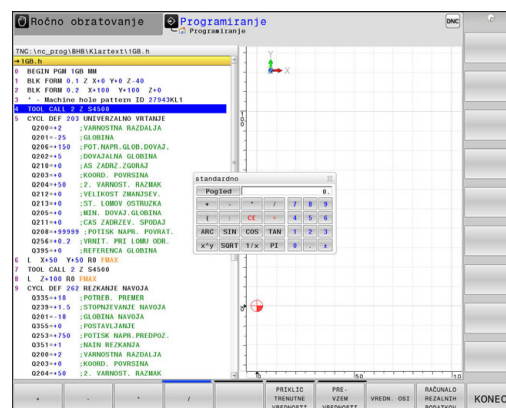 Ročno obratovanje
Programiranje
Programiranje
DNC
TNC:\nc_prog\BHB\Klartext\1GB.h
→1GB.h
0 BEGIN PGM 1GB MM
1 BLK FORM 0.1 Z X+0 Y+0 Z-40
2 BLK FORM 0.2 X+100 Y+100 Z+0
3 * - Machine hole pattern ID 27943KL1
4 TOOL CALL 2 Z S4500
5 CYCL DEF 203 UNIVERZALNO VRTANJE
Q200=+2 ;VARNOSTNA RAZDALJA
Q201=-25 ;GLOBINA
Q206=+150 ;POT.NAPR.GLOB.DOVAJ.
Q202=+5 ;DOVAJALNA GLOBINA
Q210=+0 ;AS ZADRZ.ZGORAJ
Q203=+0 ;KOORD. POVRSINA
Q204=+50 ;2. VARNOST. RAZMAK
Q212=+0 ;VELIKOST ZMANJSEV.
Q213=+0 ;ST. LOMOV OSTRUZKA
Q205=+0 ;MIN. DOVAJ.GLOBINA
Q211=+0 ;CAS ZADRZEV. SPODAJ
Q208=+99999 ;POTISK NAPR. POVRAT.
Q256=+0.2 ;VRNIT. PRI LOMU ODR.
Q395=+0 ;REFERENCA GLOBINA
6 L X+50 Y+50 R0 FMAX
7 TOOL CALL 2 Z S4500
8 L Z+100 R0 FMAX
9 CYCL DEF 262 REZKANJE NAVOJA
Q335=+10 ;POTREB. PREMER
Q239=+1.5 ;STOPNJEVANJE NAVOJA
Q201=-18 ;GLOBINA NAVOJA
Q355=+0 ;POSTAVLJANJE
Q253=+750 ;POTISK NAPR.PREDPOZ.
Q351=+1 ;NAIN REZKANJA
Q200=+2 ;VARNOSTNA RAZDALJA
Q203=+0 ;KOORD. POVRSINA
Q204=+50 ;2. VARNOST. RAZMAK
Y
X
100
0
0
50
100
standardno
Pogled 0.
+ - * / 7 8 9
( ) CE = 4 5 6
ARC SIN COS TAN 1 2 3
x^y SQRT 1/x PI 0 . ±
+
-
*
/
PRIKLIC
TRENUTNE
VREDNOSTI
PRE-
VZEM
VREDNOSTI
VREDN. OSI
RAČUNALO
REZALNIH
PODATKOV
KONEC